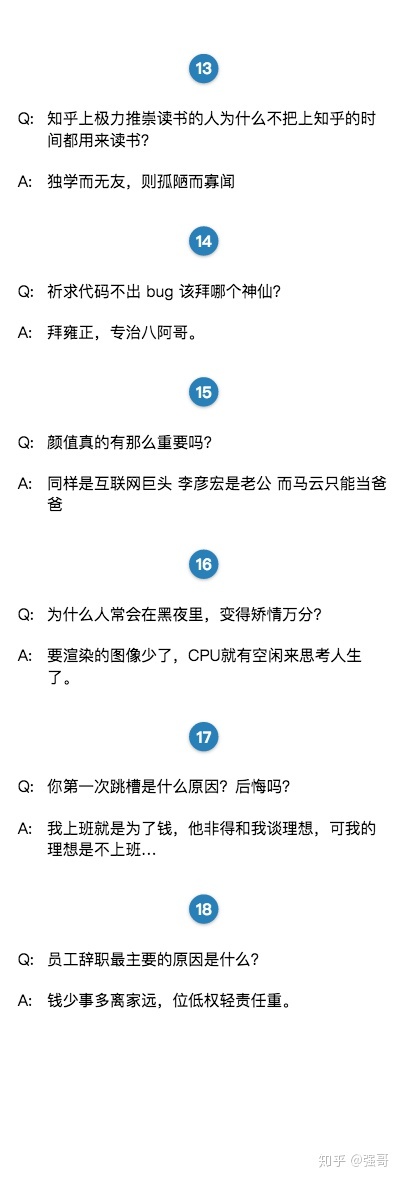 13
Q: 知乎上极力推崇读书的人为什么不把上知乎的时
间都用来读书？
A: 独学而无友，则孤陋而寡闻
14
Q: 祈求代码不出 bug 该拜哪个神仙？
A: 拜雍正，专治八阿哥。
15
Q: 颜值真的有那么重要吗？
A: 同样是互联网巨头 李彦宏是老公 而马云只能当爸
爸
16
Q: 为什么人常会在黑夜里，变得矫情万分？
A: 要渲染的图像少了，CPU就有空闲来思考人生
了。
17
Q: 你第一次跳槽是什么原因？后悔吗？
A: 我上班就是为了钱，他非得和我谈理想，可我的
理想是不上班...
18
Q: 员工辞职最主要的原因是什么？
A: 钱少事多离家远，位低权轻责任重。
知乎 @强哥